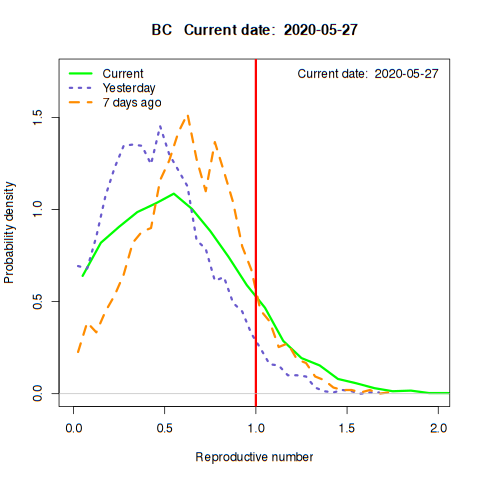 BC Current date: 2020-05-27
Current date: 2020-05-27
Current
Yesterday
7 days ago
Probability density
1.5
1.0
0.5
0.0
0.0 0.5 1.0 1.5 2.0
Reproductive number